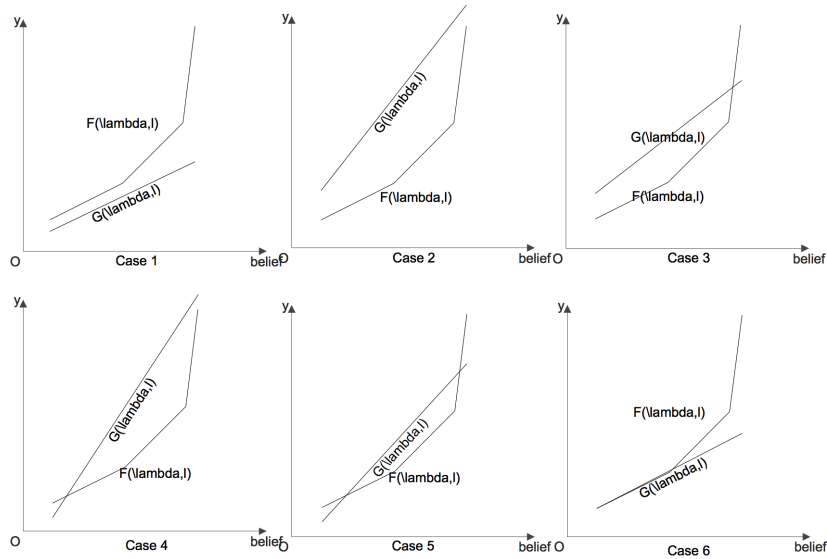 y
F(\lambda,I)
G(\lambda,I)
O
Case 1
belief
y
G(\lambda,I)
F(\lambda,I)
O
Case 2
belief
y
G(\lambda,I)
F(\lambda,I)
O
Case 3
belief
y
G(\lambda,I)
F(\lambda,I)
O
Case 4
belief
y
G(\lambda,I)
F(\lambda,I)
O
Case 5
belief
y
F(\lambda,I)
G(\lambda,I)
O
Case 6
belief